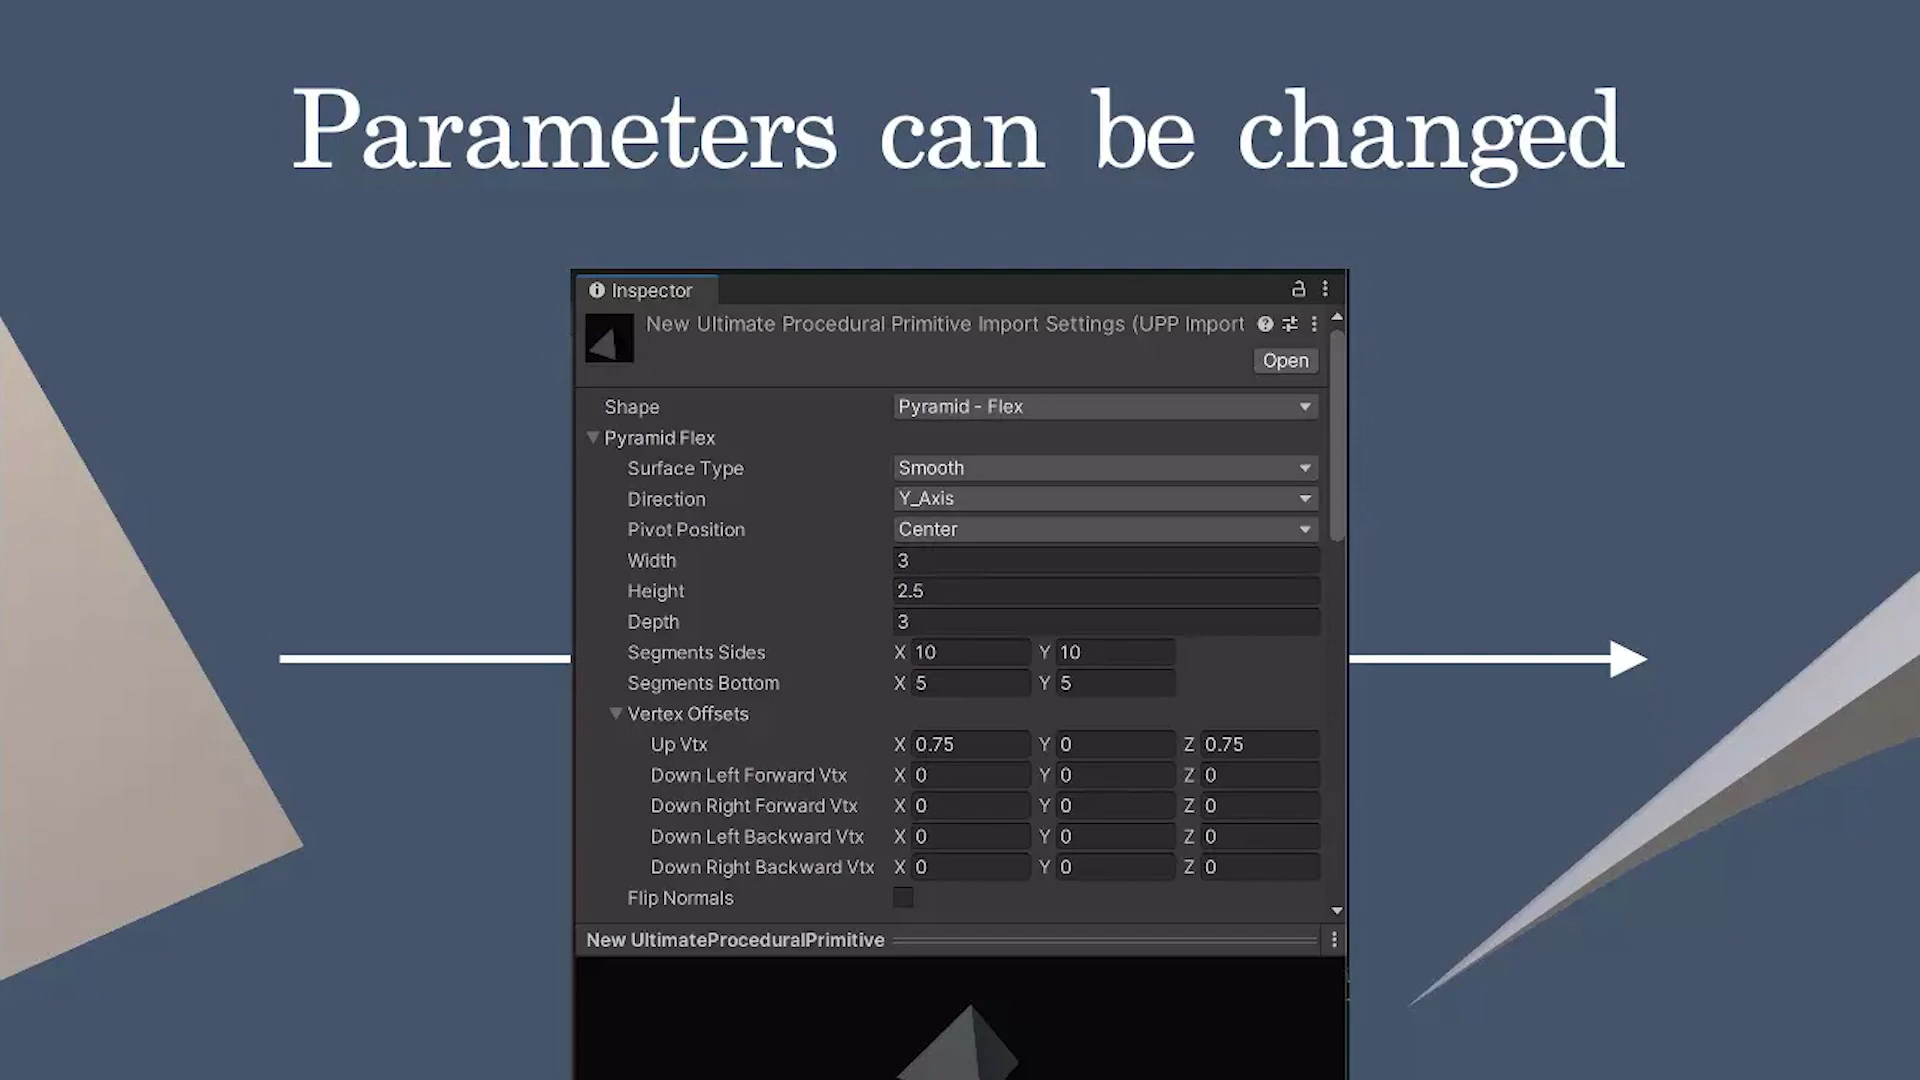 Parameters can be changed
Inspector
New Ultimate Procedural Primitive Import Settings (UPP Import
Open
Shape Pyramid - Flex
Pyramid Flex
Surface Type Smooth
Direction Y_Axis
Pivot Position Center
Width 3
Height 2.5
Depth 3
Segments Sides X 10 Y 10
Segments Bottom X 5 Y 5
Vertex Offsets
Up Vtx X 0.75 Y 0 Z 0.75
Down Left Forward Vtx X 0 Y 0 Z 0
Down Right Forward Vtx X 0 Y 0 Z 0
Down Left Backward Vtx X 0 Y 0 Z 0
Down Right Backward Vtx X 0 Y 0 Z 0
Flip Normals
New UltimateProceduralPrimitive